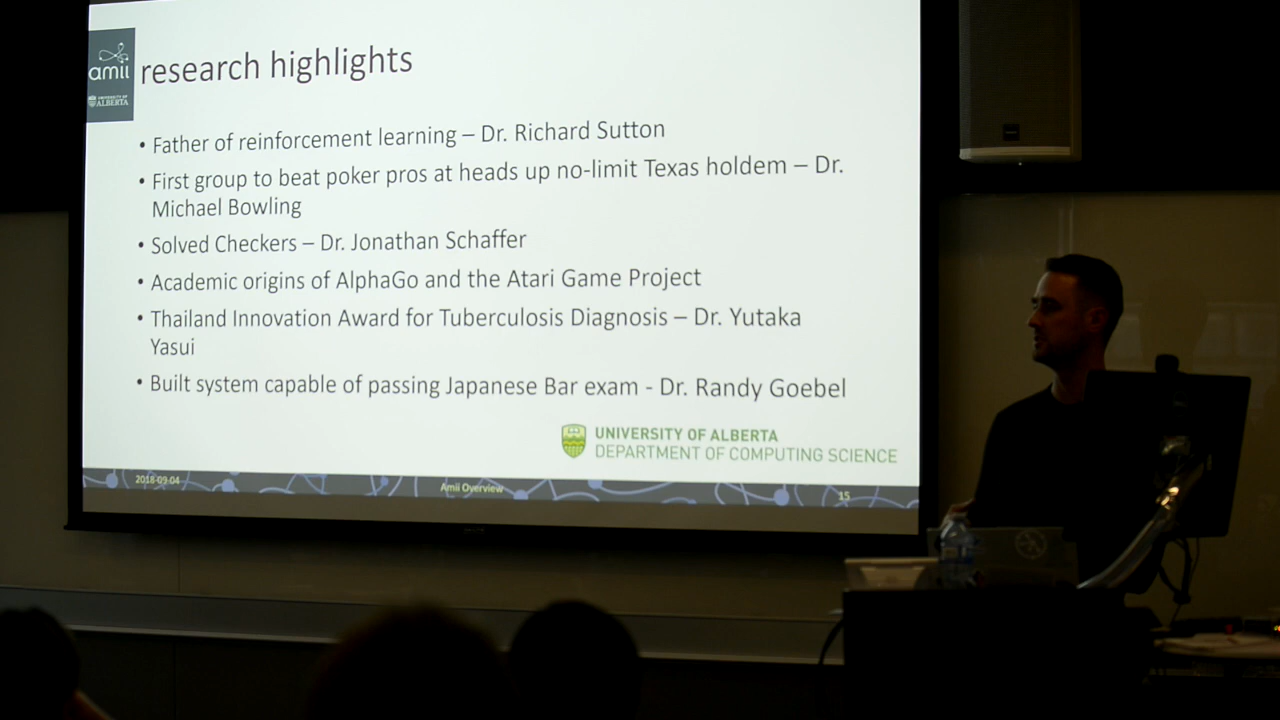 amii
UNIVERSITY OF
ALBERTA
research highlights
• Father of reinforcement learning – Dr. Richard Sutton
• First group to beat poker pros at heads up no-limit Texas holdem – Dr.
Michael Bowling
• Solved Checkers – Dr. Jonathan Schaffer
• Academic origins of AlphaGo and the Atari Game Project
• Thailand Innovation Award for Tuberculosis Diagnosis – Dr. Yutaka
Yasui
• Built system capable of passing Japanese Bar exam - Dr. Randy Goebel
UNIVERSITY OF ALBERTA
DEPARTMENT OF COMPUTING SCIENCE
2018-09-04
Amii Overview
15